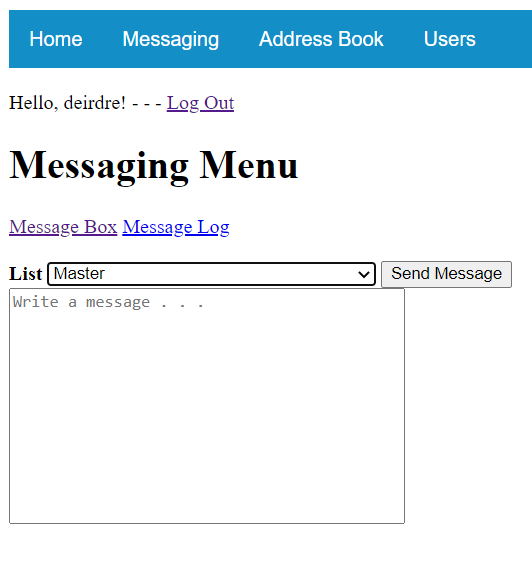 Home Messaging Address Book Users
Hello, deirdre! - - - Log Out
Messaging Menu
Message Box Message Log
List Master Send Message
Write a message . . .